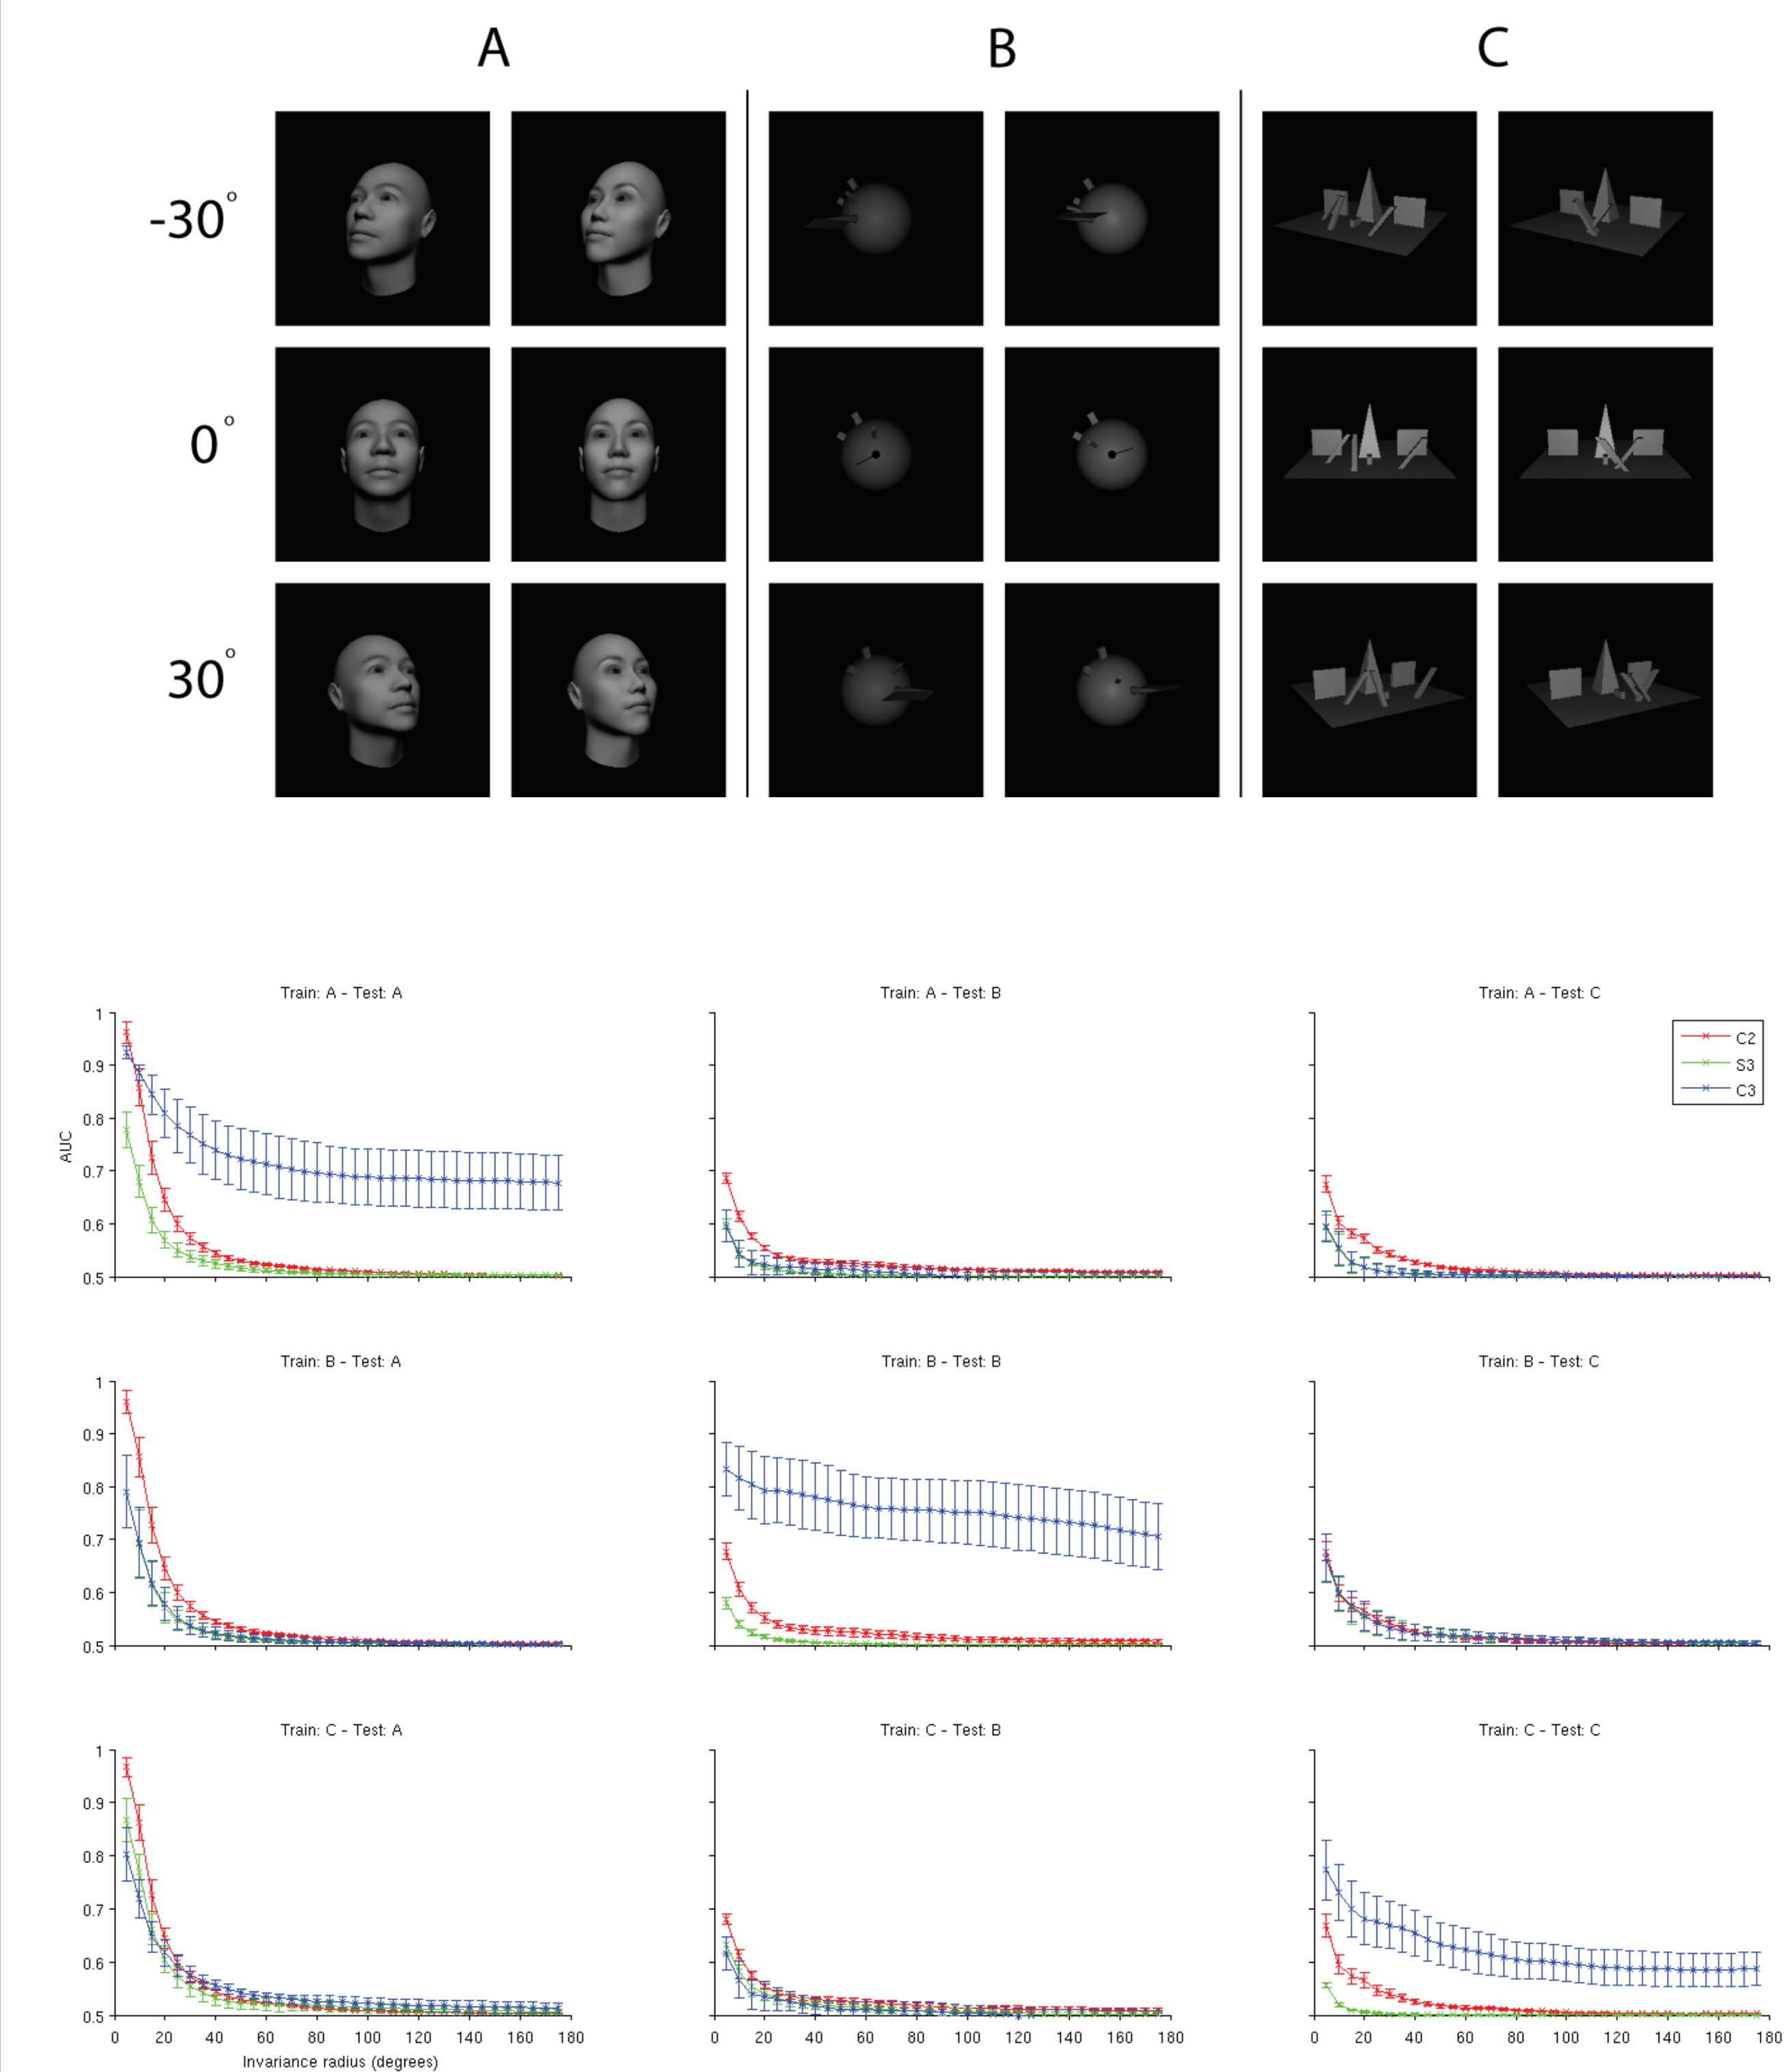 A B C
-30°
0°
30°
Train: A - Test: A Train: A - Test: B Train: A - Test: C
1
0.9
0.8
0.7
0.6
0.5
AUC
C2
S3
C3
Train: B - Test: A Train: B - Test: B Train: B - Test: C
1
0.9
0.8
0.7
0.6
0.5
Train: C - Test: A Train: C - Test: B Train: C - Test: C
1
0.9
0.8
0.7
0.6
0.5
0 20 40 60 80 100 120 140 160 180 0 20 40 60 80 100 120 140 160 180 0 20 40 60 80 100 120 140 160 180
Invariance radius (degrees)